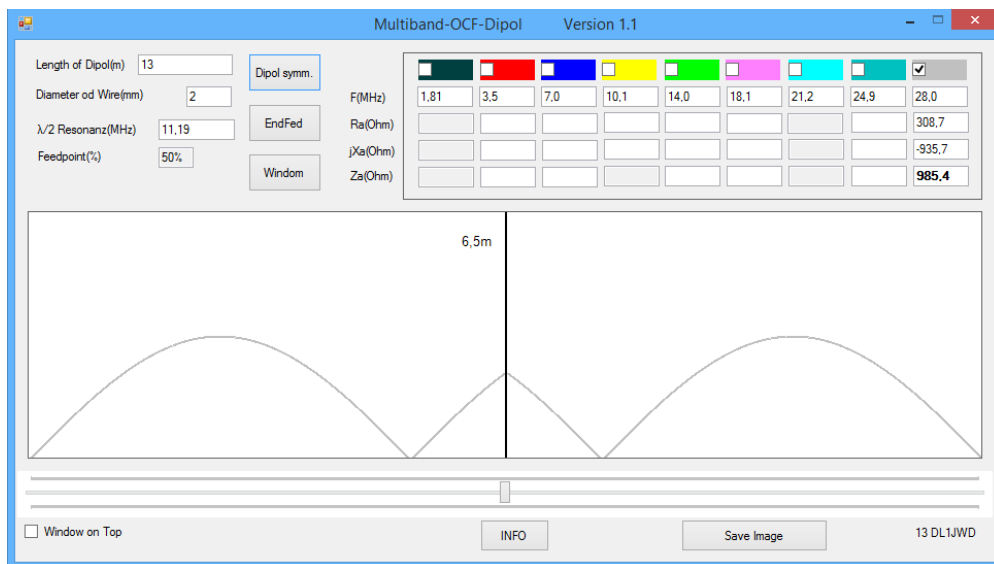 Multiband-OCF-Dipol Version 1.1
Length of Dipol(m) 13
Dipol symm.
Diameter od Wire(mm) 2
F(MHz) 1,81 3,5 7,0 10,1 14,0 18,1 21,2 24,9 28,0
λ/2 Resonanz(MHz) 11,19
EndFed
Ra(Ohm) 308,7
Feedpoint(%) 50%
jXa(Ohm) -935,7
Windom
Za(Ohm) 985,4
6,5m
Window on Top
INFO
Save Image
13 DL1JWD